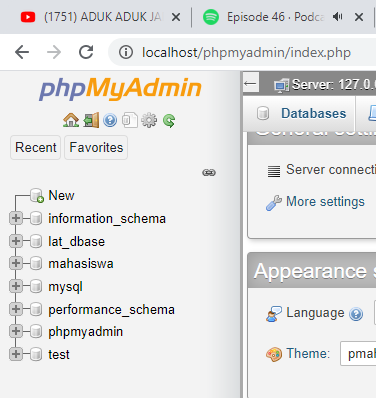 (1751) ADUK ADUK JA
Episode 46 · Podca
localhost/phpmyadmin/index.php
phpMyAdmin
Server: 127.0.
Recent
Favorites
Databases
General setti
Server connecti
New
More settings
information_schema
lat_dbase
mahasiswa
Appearance s
mysql
performance_schema
Language
phpmyadmin
test
Theme:
pmah